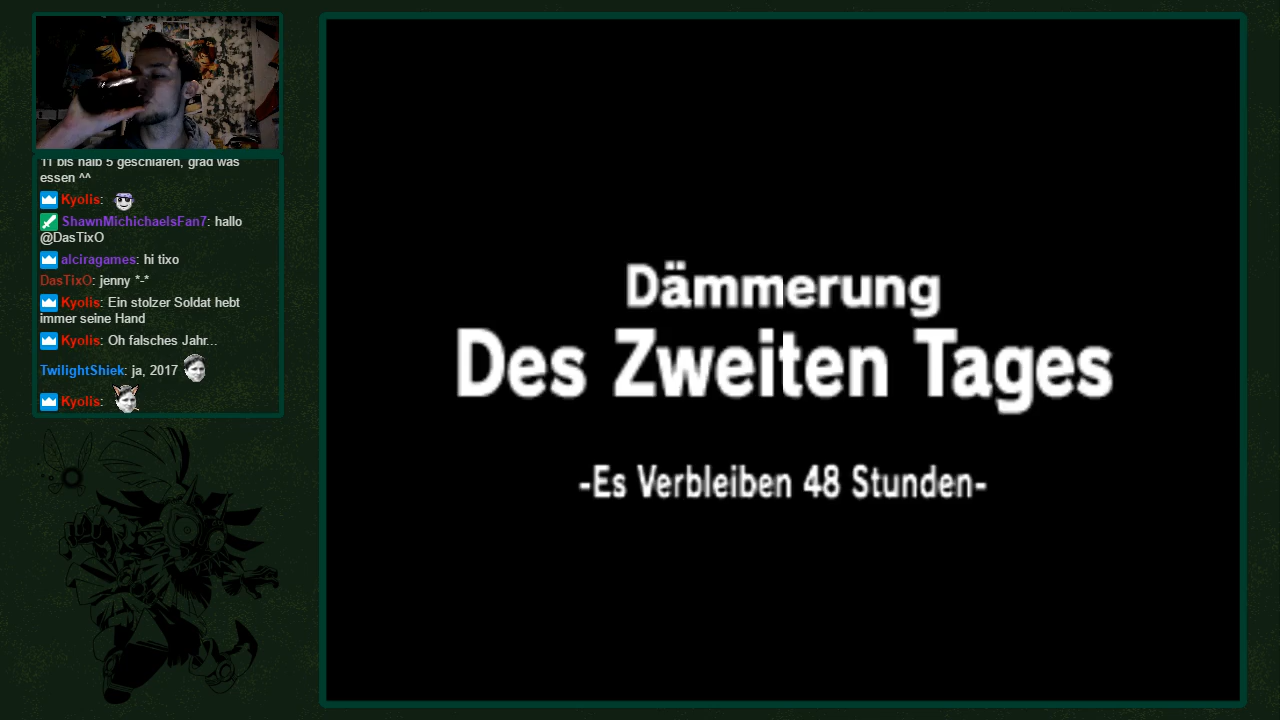 11 bis halb 5 geschlafen, grad was
essen ^^
Kyolis:
ShawnMichichaelsFan7: hallo
@DasTixO
alciragames: hi tixo
DasTixO: jenny *-*
Kyolis: Ein stolzer Soldat hebt
immer seine Hand
Kyolis: Oh falsches Jahr...
TwilightShiek: ja, 2017
Kyolis:
Dämmerung
Des Zweiten Tages
-Es Verbleiben 48 Stunden-